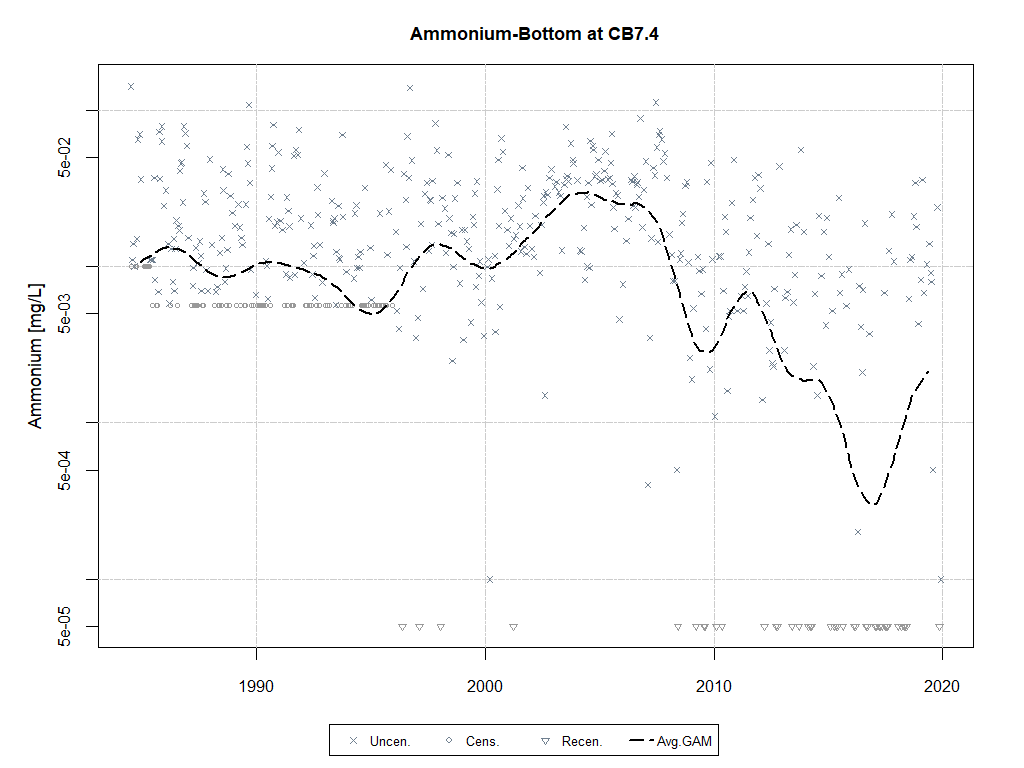 Ammonium-Bottom at CB7.4
Ammonium [mg/L]
5e-02
5e-03
5e-04
5e-05
1990 2000 2010 2020
Uncen. Cens. Recen. Avg.GAM